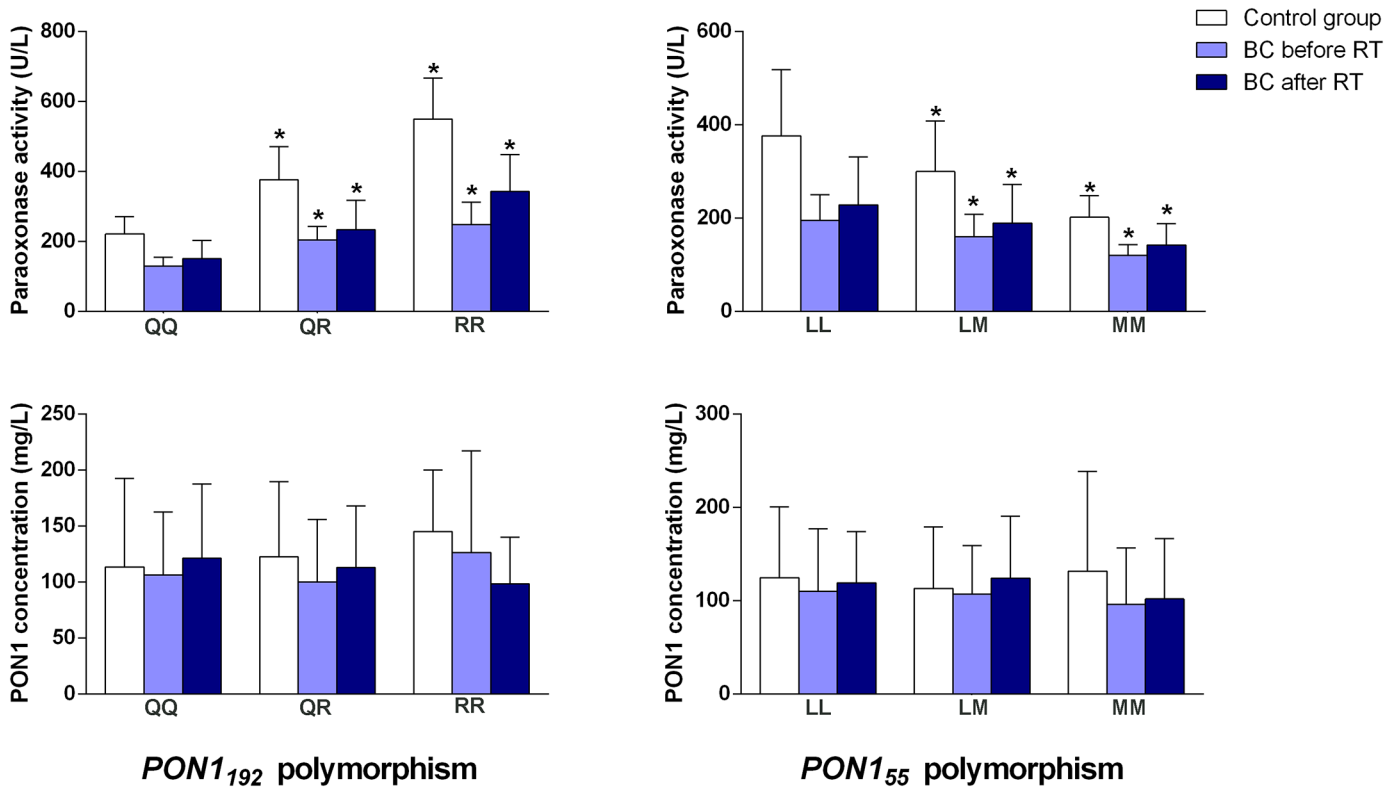 Control group
BC before RT
BC after RT
Paraoxonase activity (U/L)
800
600
400
200
0
* * * * * *
QQ QR RR
Paraoxonase activity (U/L)
600
400
200
0
* * * * * *
LL LM MM
PON1 concentration (mg/L)
250
200
150
100
50
0
QQ QR RR
PON1 concentration (mg/L)
300
200
100
0
LL LM MM
PON1192 polymorphism
PON155 polymorphism